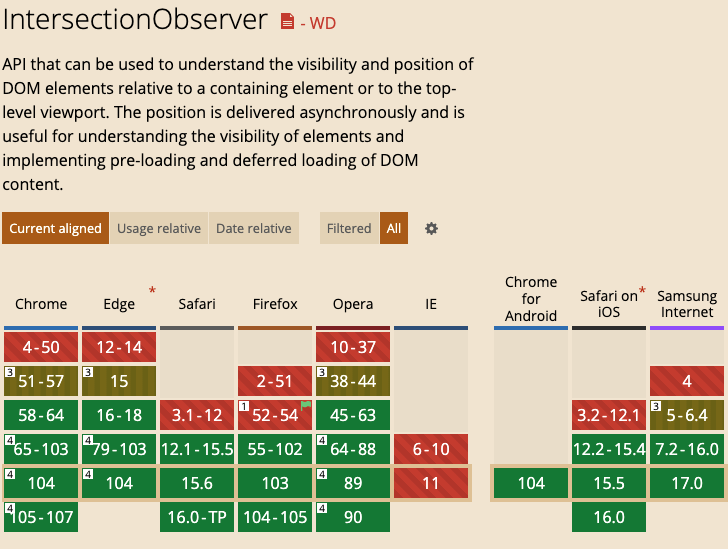 IntersectionObserver - WD
API that can be used to understand the visibility and position of
DOM elements relative to a containing element or to the top-
level viewport. The position is delivered asynchronously and is
useful for understanding the visibility of elements and
implementing pre-loading and deferred loading of DOM
content.
Current aligned Usage relative Date relative Filtered All
Chrome Edge * Safari Firefox Opera IE Chrome for Android Safari on iOS * Samsung Internet
4-50 12-14 10-37
3 51-57 3 15 2-51 3 38-44 4
58-64 16-18 3.1-12 1 52-54 45-63 3.2-12.1 3 5-6.4
4 65-103 4 79-103 12.1-15.5 55-102 4 64-88 6-10 12.2-15.4 7.2-16.0
4 104 4 104 15.6 103 4 89 11 104 15.5 17.0
4 105-107 16.0-TP 104-105 4 90 16.0